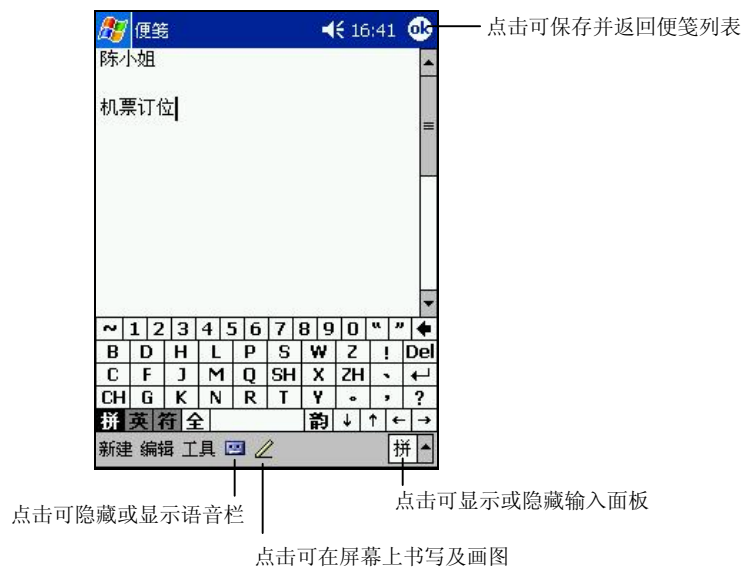 便笺 16:41 ok
点击可保存并返回便笺列表
陈小姐
机票订位
~ 1 2 3 4 5 6 7 8 9 0 “ ” ←
B D H L P S W Z ! Del
C F J M Q SH X ZH 、 ↵
CH G K N R T Y 。 , ?
拼 英 符 全 韵 ↓ ↑ ← →
新建 编辑 工具 拼
点击可显示或隐藏输入面板
点击可隐藏或显示语音栏
点击可在屏幕上书写及画图